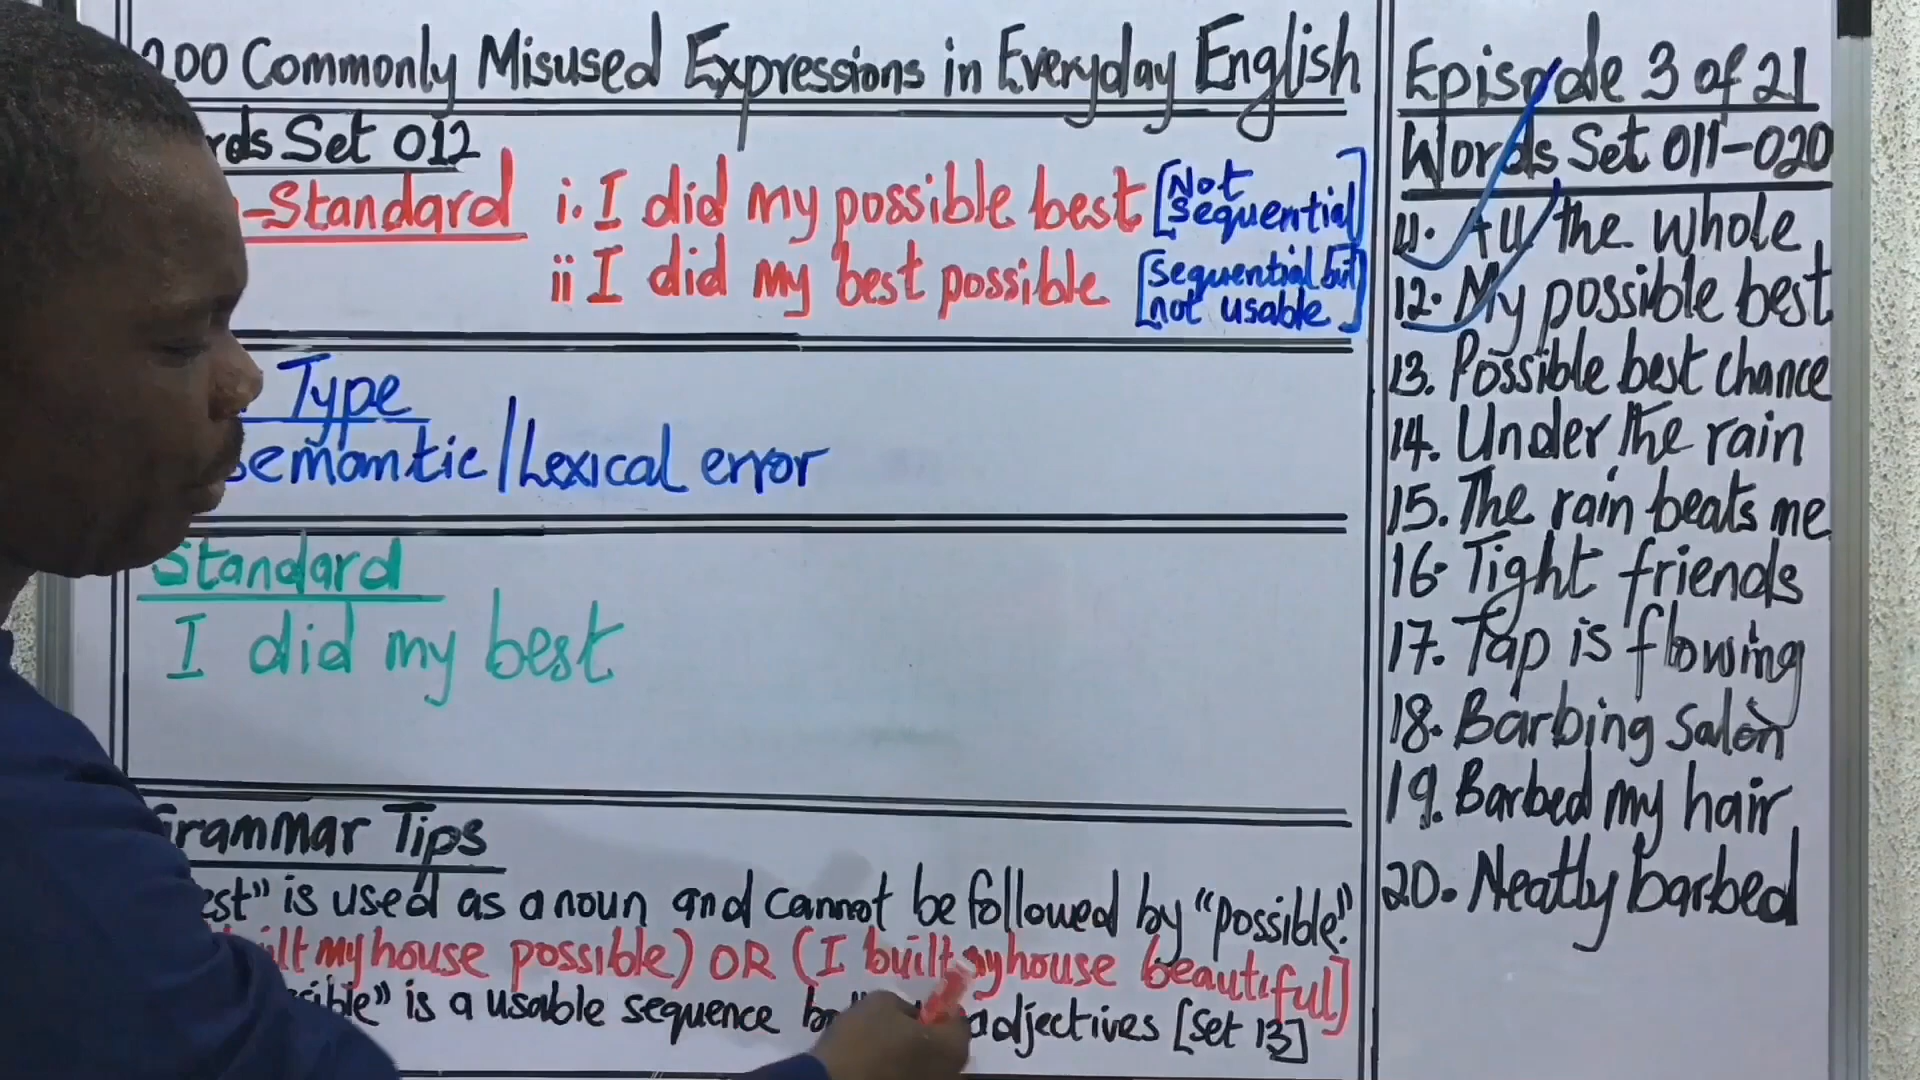 200 Commonly Misused Expressions in Everyday English
rds Set 012
-Standard i. I did my possible best [Not Sequential]
ii I did my best possible [Sequential but not usable]
Type
Semantic/Lexical error
Standard
I did my best
Grammar Tips
est" is used as a noun and cannot be followed by "possible."
built my house possible) OR (I built my house beautiful]
sible" is a usable sequence adjectives [Set 13]
Episode 3 of 21
Words Set 011-020
11. All the whole
12. My possible best
13. Possible best chance
14. Under the rain
15. The rain beats me
16. Tight friends
17. Tap is flowing
18. Barbing Salon
19. Barbed my hair
20. Neatly barbed